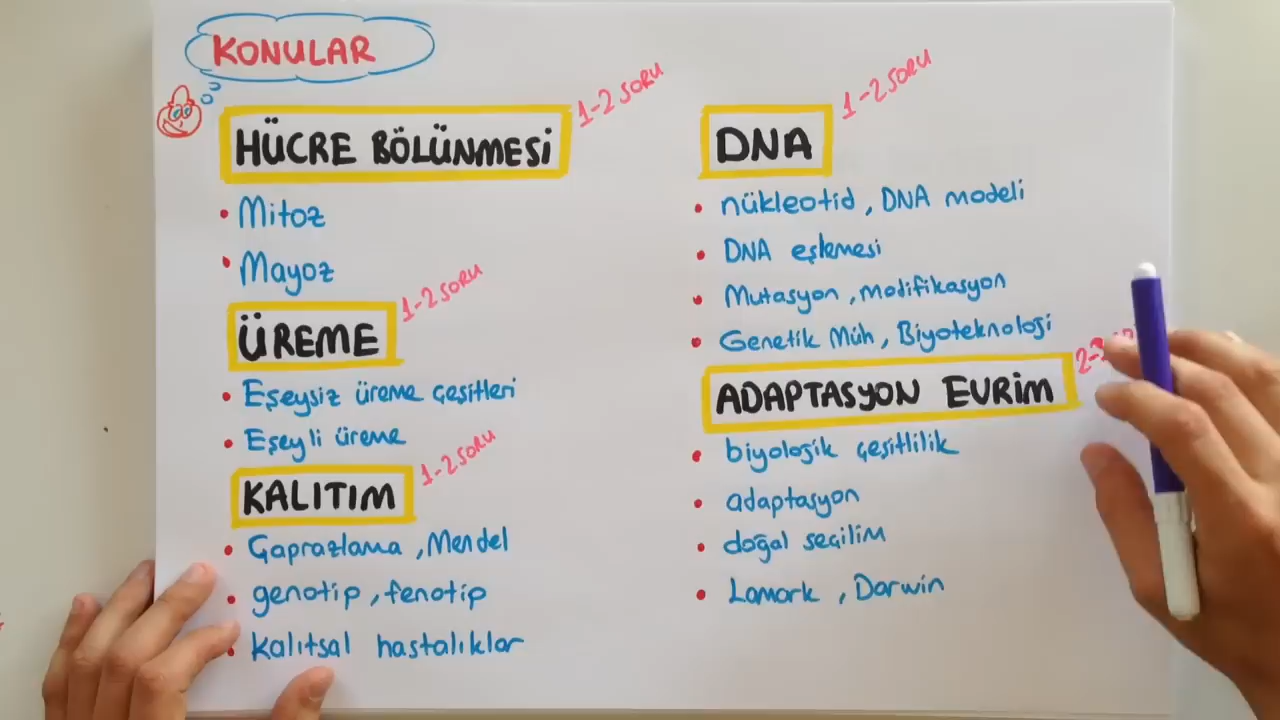 KONULAR
HÜCRE BÖLÜNMESİ
1-2 SORU
• Mitoz
• Mayoz
ÜREME
1-2 SORU
• Eşeysiz üreme çeşitleri
• Eşeyli üreme
KALITIM
1-2 SORU
• Çaprazlama, Mendel
• genotip, fenotip
• kalıtsal hastalıklar
DNA
1-2 SORU
• nükleotid, DNA modeli
• DNA eşlemesi
• Mutasyon, modifikasyon
• Genetik Müh, Biyoteknoloji
ADAPTASYON EVRİM
• biyolojik çeşitlilik
• adaptasyon
• doğal seçilim
• Lamark, Darwin